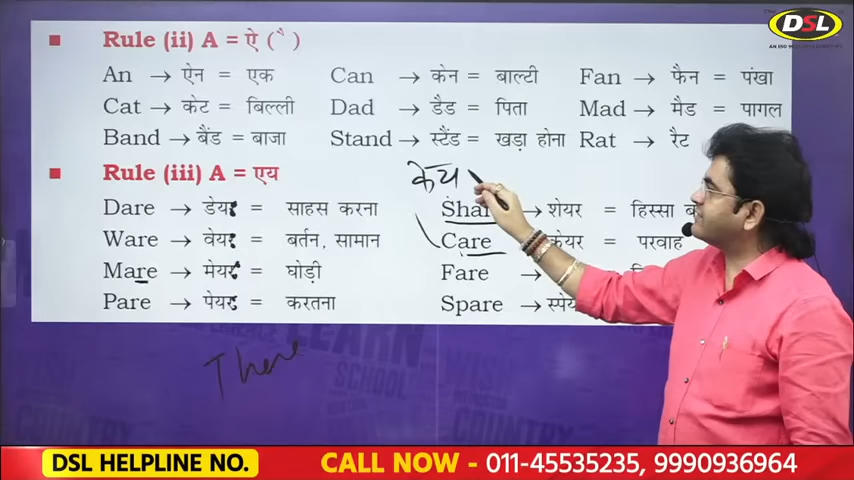 DSL
Rule (ii) A = ऐ ( ै )
An → ऐन = एक Can → केन = बाल्टी Fan → फैन = पंखा
Cat → केट = बिल्ली Dad → डैड = पिता Mad → मैड = पागल
Band → बैंड = बाजा Stand → स्टैंड = खड़ा होना Rat → रैट
Rule (iii) A = एय
केय
Dare → डेयर = साहस करना → शेयर = हिस्सा
Ware → वेयर = बर्तन, सामान Care केयर = परवाह
Mare → मेयर = घोड़ी Fare →
Pare → पेयर = करतना Spare →
There
DSL HELPLINE NO. CALL NOW - 011-45535235, 9990936964